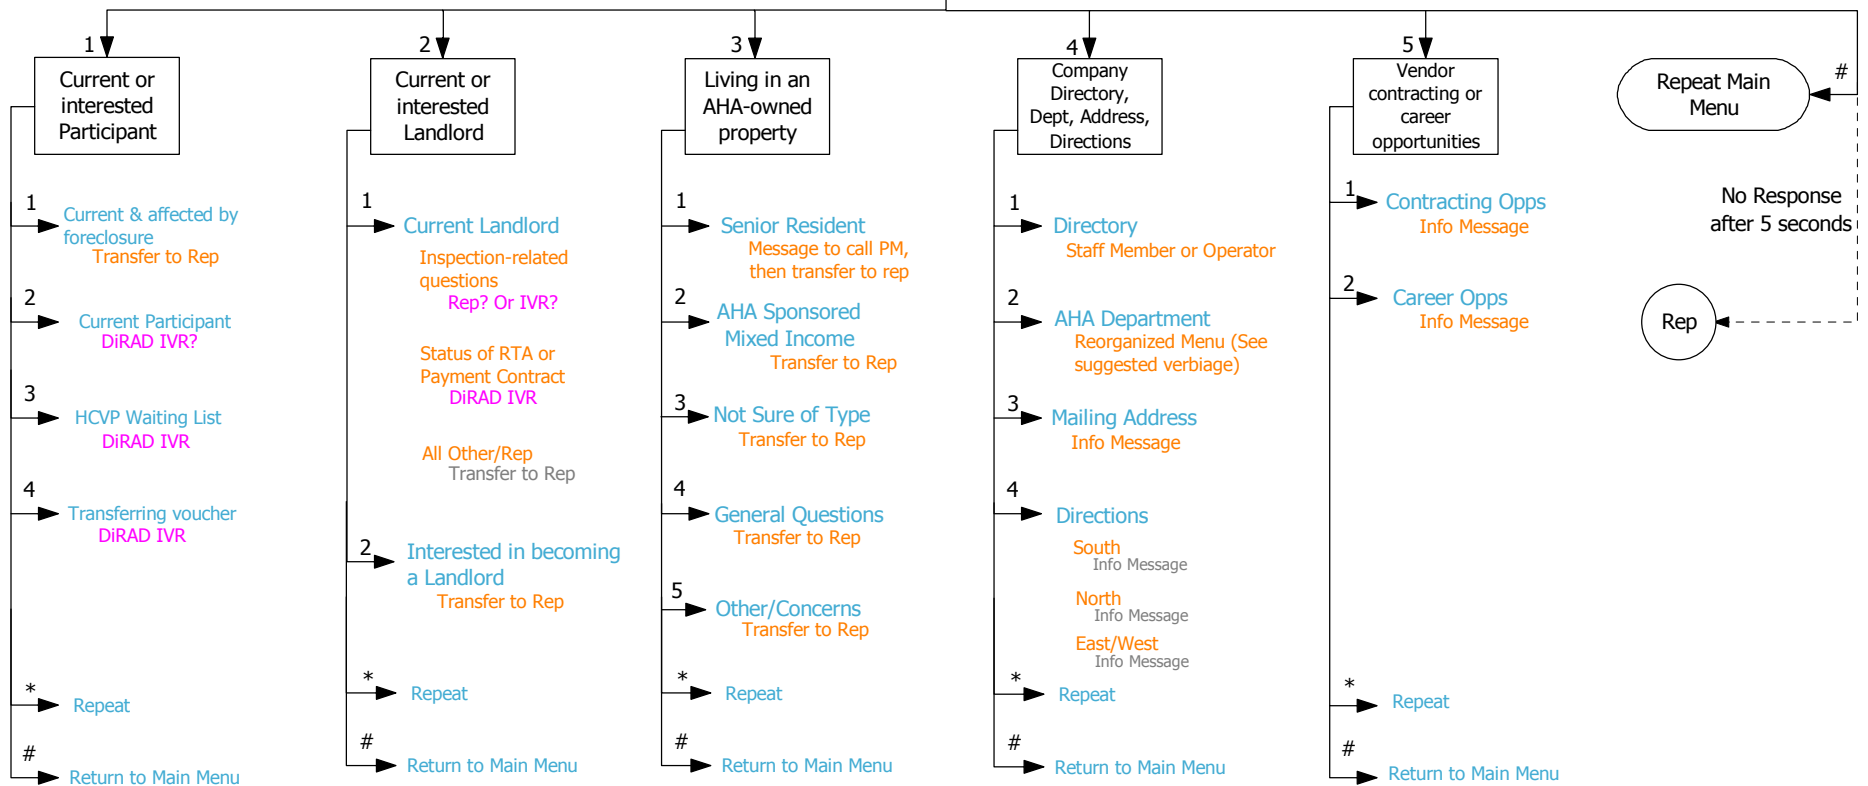 1
Current or
interested
Participant
1
Current & affected by
foreclosure
Transfer to Rep
2
Current Participant
DiRAD IVR?
3
HCVP Waiting List
DiRAD IVR
4
Transferring voucher
DiRAD IVR
*
Repeat
#
Return to Main Menu
2
Current or
interested
Landlord
1
Current Landlord
Inspection-related
questions
Rep? Or IVR?
Status of RTA or
Payment Contract
DiRAD IVR
All Other/Rep
Transfer to Rep
2
Interested in becoming
a Landlord
Transfer to Rep
*
Repeat
#
Return to Main Menu
3
Living in an
AHA-owned
property
1
Senior Resident
Message to call PM,
then transfer to rep
2
AHA Sponsored
Mixed Income
Transfer to Rep
3
Not Sure of Type
Transfer to Rep
4
General Questions
Transfer to Rep
5
Other/Concerns
Transfer to Rep
*
Repeat
#
Return to Main Menu
4
Company
Directory,
Dept, Address,
Directions
1
Directory
Staff Member or Operator
2
AHA Department
Reorganized Menu (See
suggested verbiage)
3
Mailing Address
Info Message
4
Directions
South
Info Message
North
Info Message
East/West
Info Message
*
Repeat
#
Return to Main Menu
5
Vendor
contracting or
career
opportunities
1
Contracting Opps
Info Message
2
Career Opps
Info Message
*
Repeat
#
Return to Main Menu
#
Repeat Main
Menu
No Response
after 5 seconds
Rep